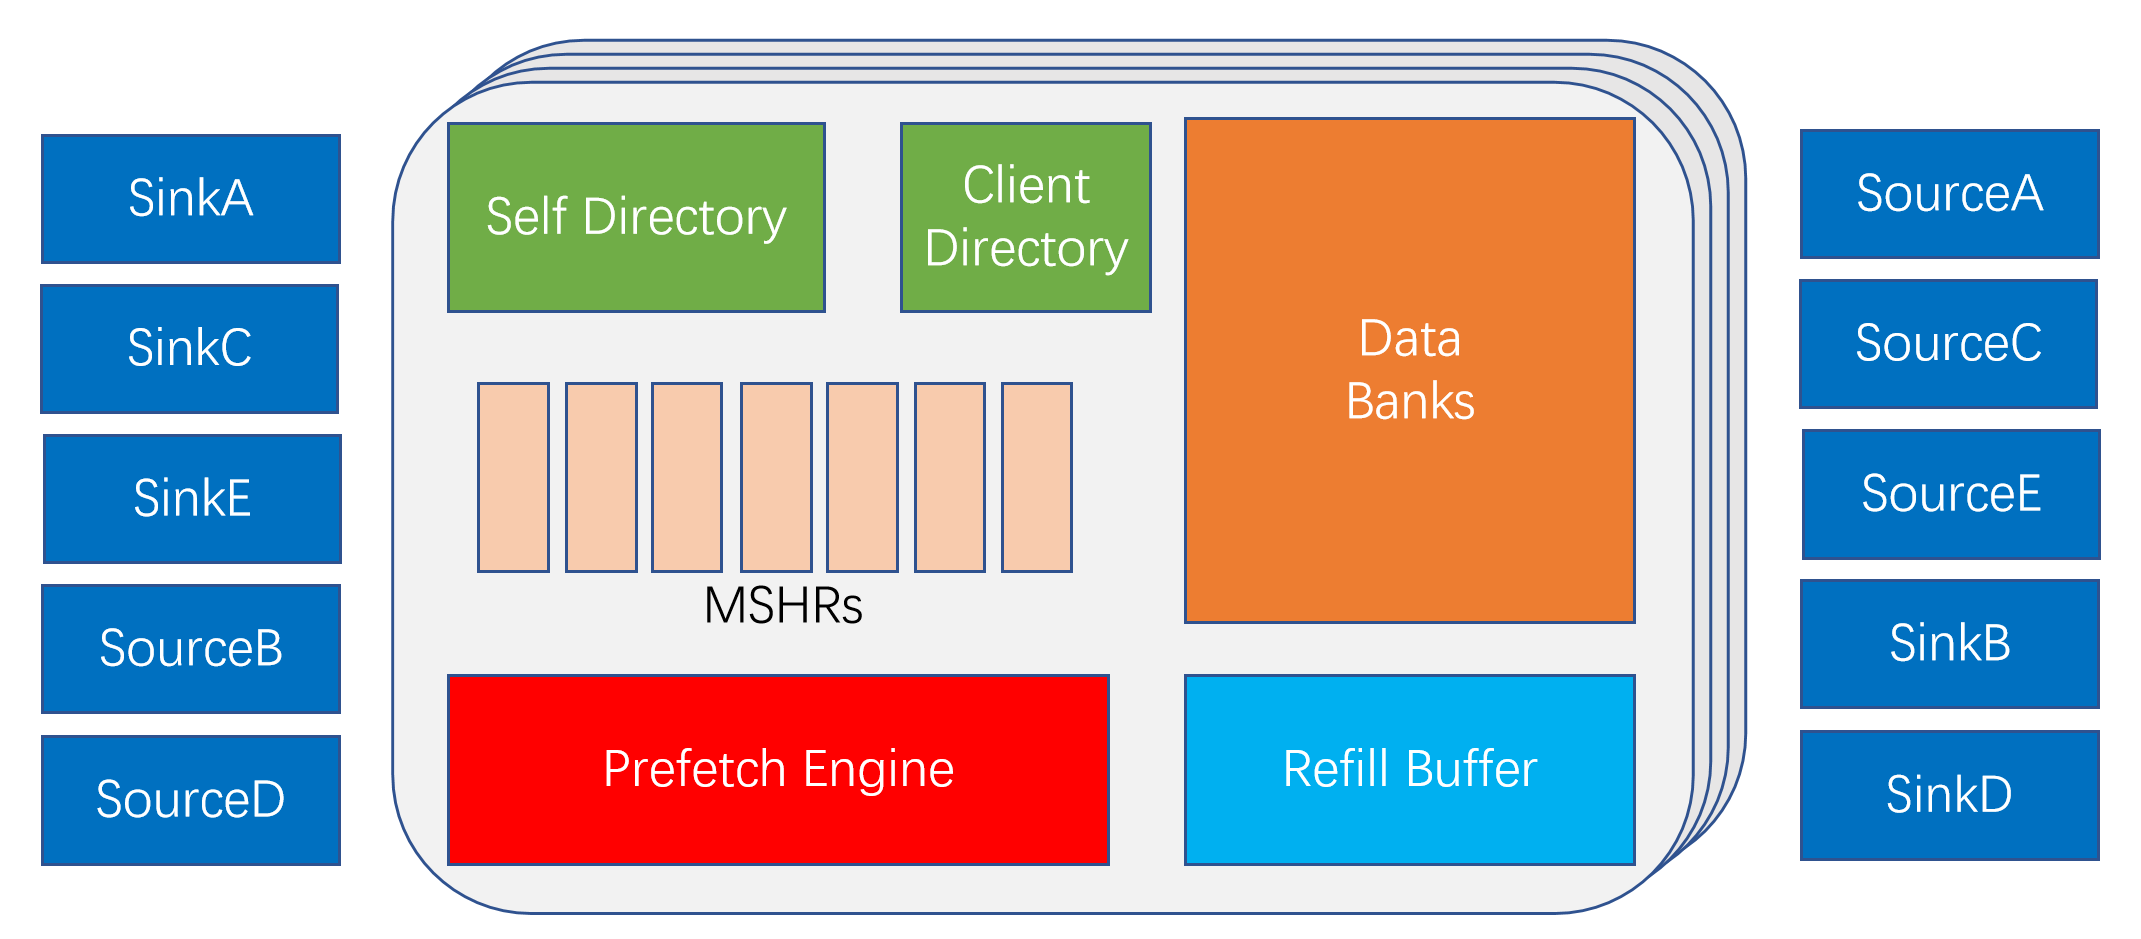 SinkA
SinkC
SinkE
SourceB
SourceD
Self Directory
Client
Directory
Data
Banks
MSHRs
Prefetch Engine
Refill Buffer
SourceA
SourceC
SourceE
SinkB
SinkD